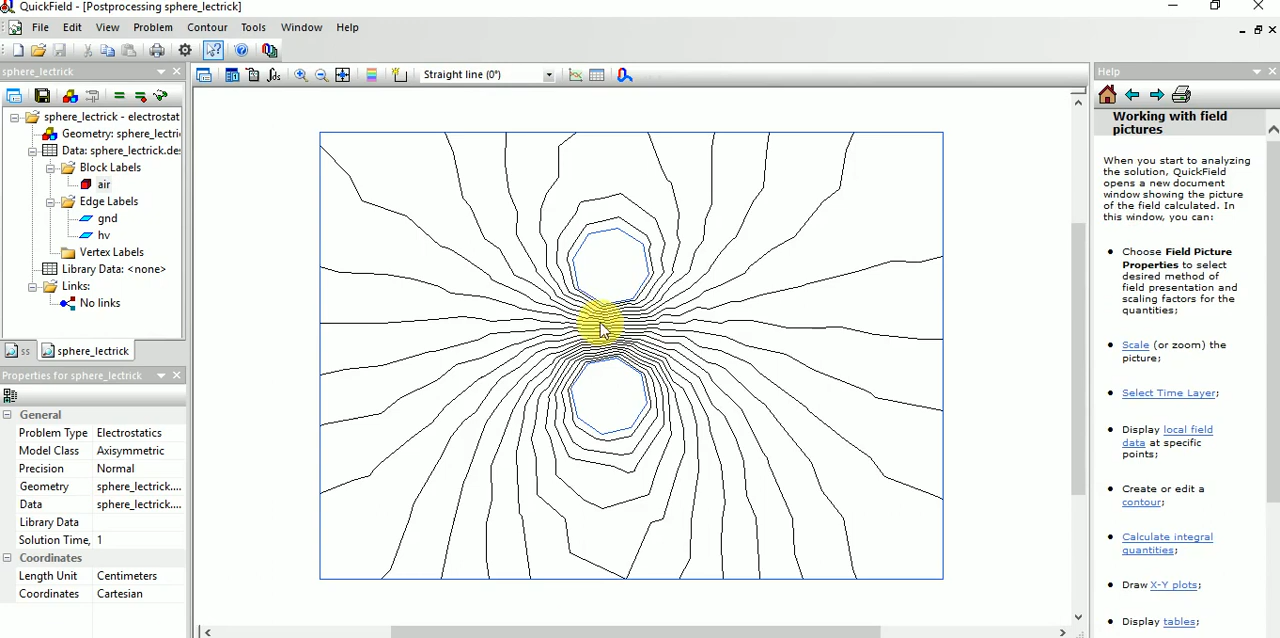 QuickField - [Postprocessing sphere_lectrick]
File Edit View Problem Contour Tools Window Help
sphere_lectrick
sphere_lectrick - electrostat
Geometry: sphere_lectri
Data: sphere_lectrick.de
Block Labels
air
Edge Labels
gnd
hv
Vertex Labels
Library Data: <none>
Links:
No links
ss
sphere_lectrick
Properties for sphere_lectrick
General
Problem Type Electrostatics
Model Class Axisymmetric
Precision Normal
Geometry sphere_lectrick....
Data sphere_lectrick....
Library Data
Solution Time, 1
Coordinates
Length Unit Centimeters
Coordinates Cartesian
Straight line (0°)
Help
Working with field
pictures
When you start to analyzing
the solution, QuickField
opens a new document
window showing the picture
of the field calculated. In
this window, you can:
Choose Field Picture
Properties to select
desired method of
field presentation and
scaling factors for the
quantities;
Scale (or zoom) the
picture;
Select Time Layer;
Display local field
data at specific
points;
Create or edit a
contour;
Calculate integral
quantities;
Draw X-Y plots;
Display tables;